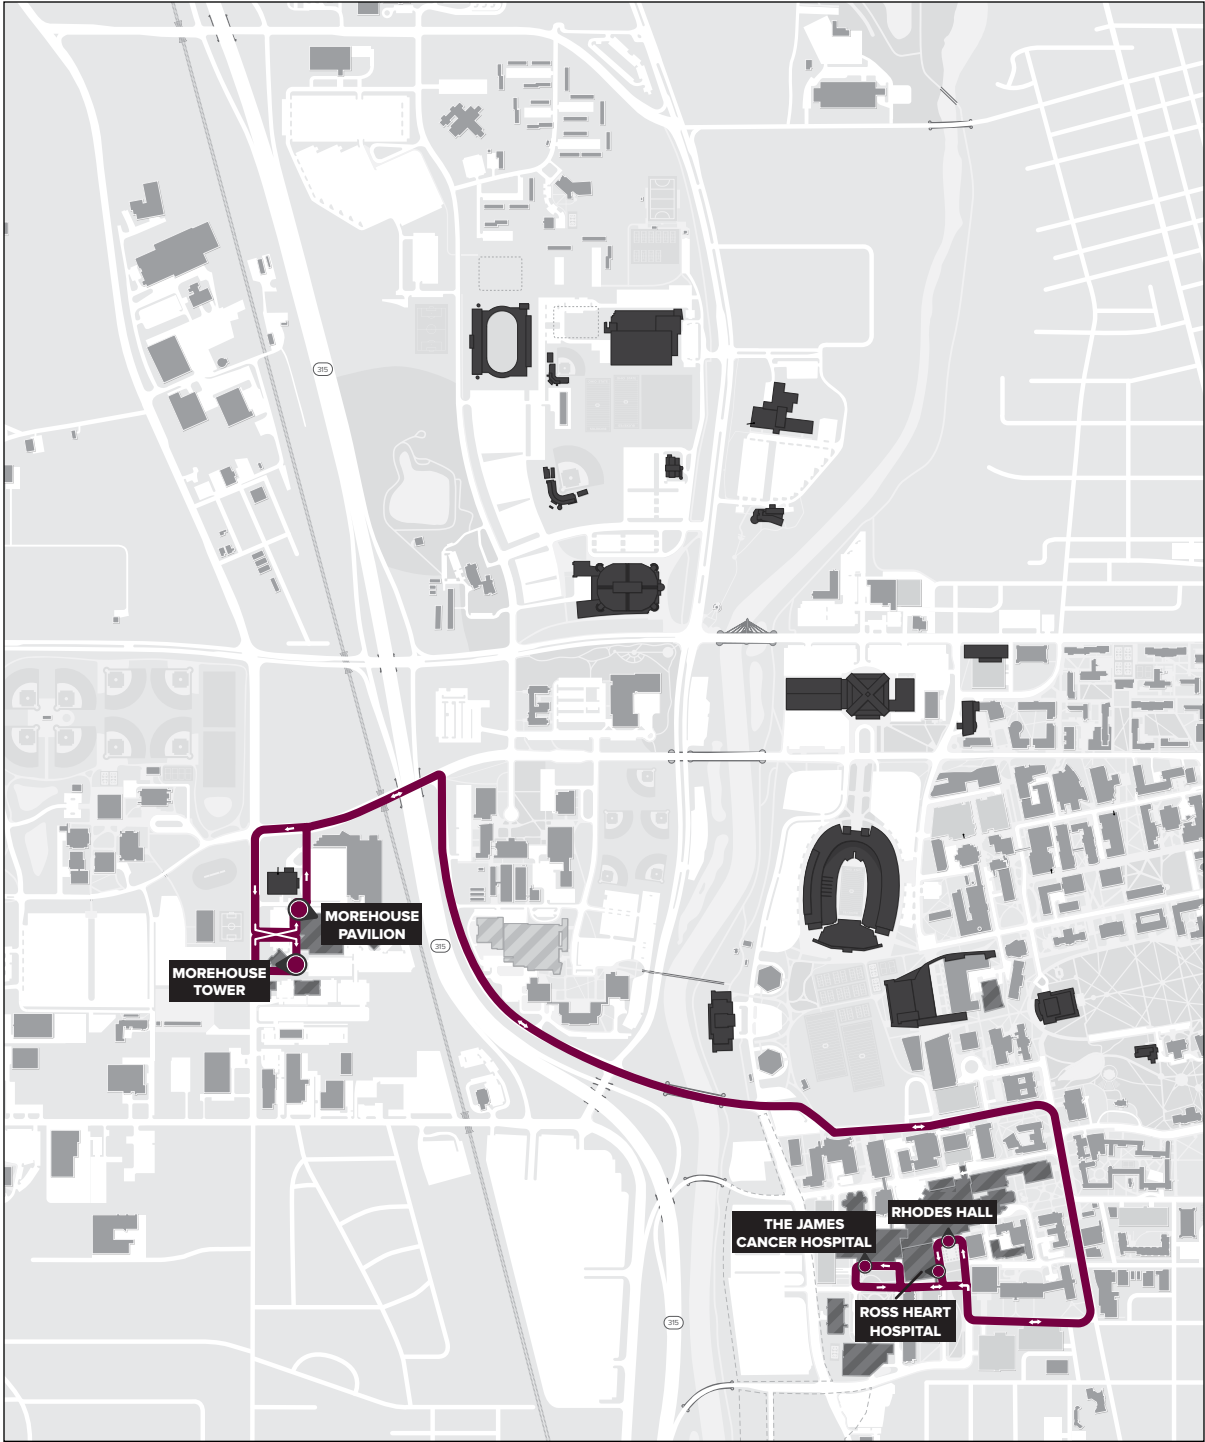 315
MOREHOUSE
PAVILION
315
MOREHOUSE
TOWER
RHODES HALL
THE JAMES
CANCER HOSPITAL
ROSS HEART
HOSPITAL
315